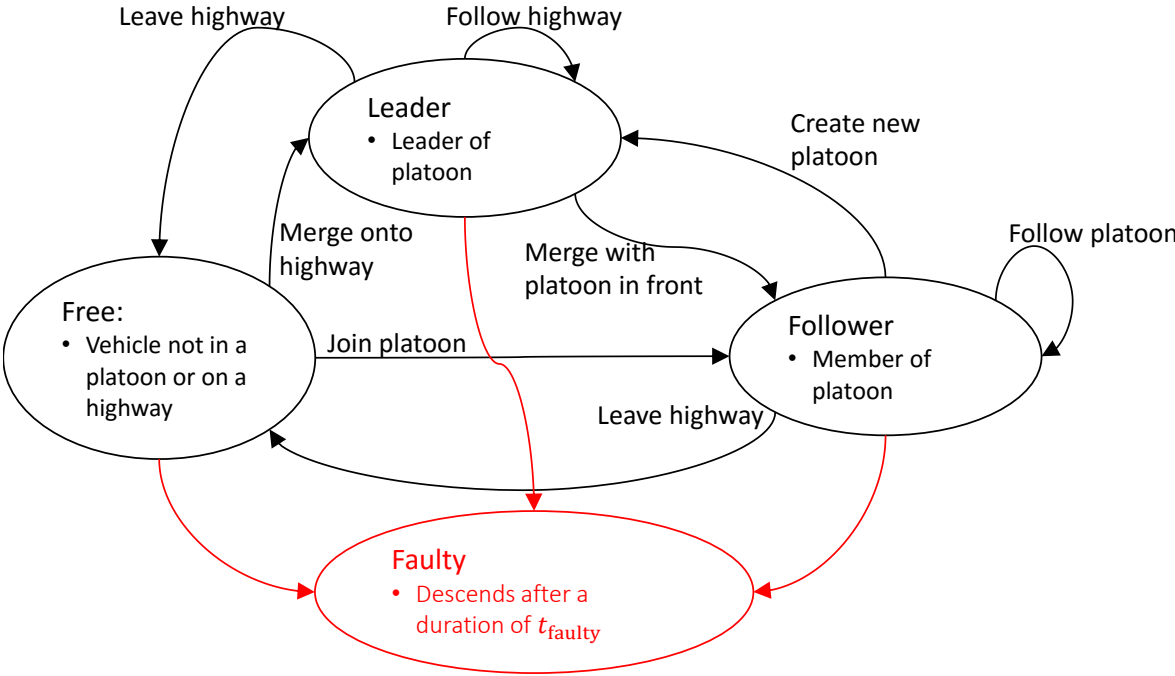 Leave highway
Follow highway
Leader
• Leader of
platoon
Create new
platoon
Merge onto
highway
Merge with
platoon in front
Follow platoon
Free:
• Vehicle not in a
platoon or on a
highway
Join platoon
Follower
• Member of
platoon
Leave highway
Faulty
• Descends after a
duration of t_faulty